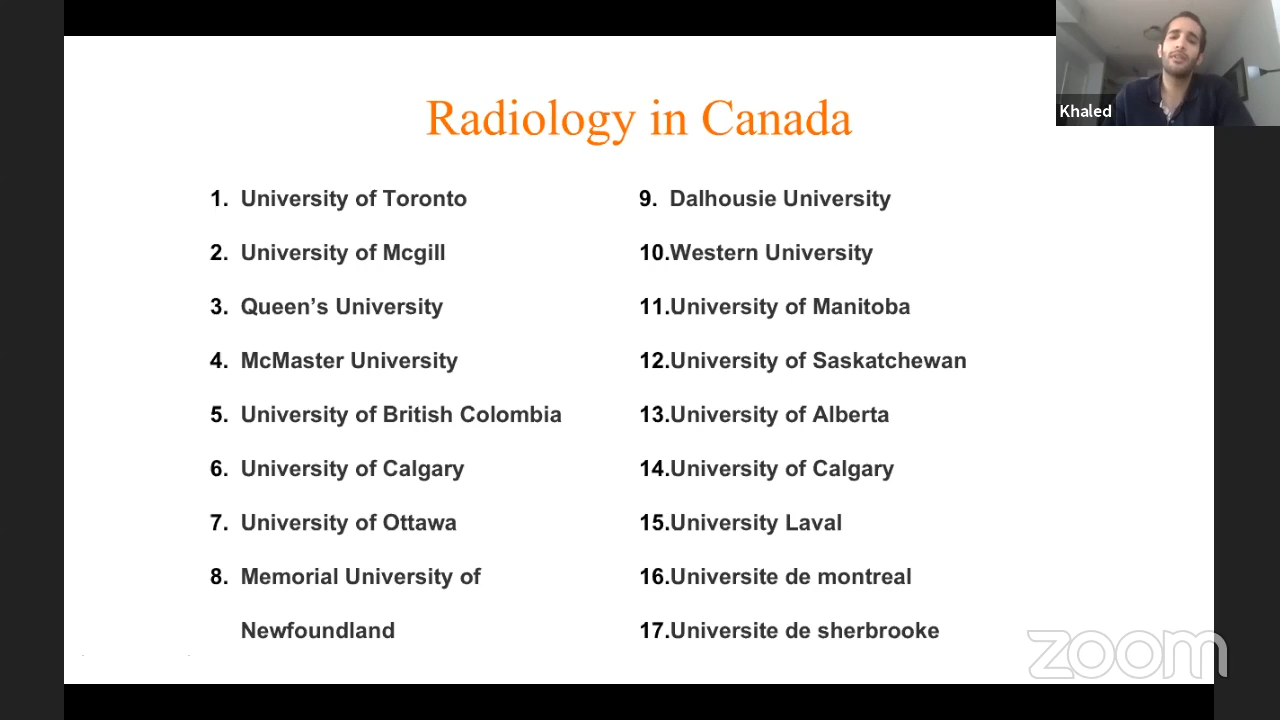 Khaled
Radiology in Canada
1. University of Toronto
2. University of Mcgill
3. Queen’s University
4. McMaster University
5. University of British Colombia
6. University of Calgary
7. University of Ottawa
8. Memorial University of
Newfoundland
9. Dalhousie University
10.Western University
11.University of Manitoba
12.University of Saskatchewan
13.University of Alberta
14.University of Calgary
15.University Laval
16.Universite de montreal
17.Universite de sherbrooke
zoom